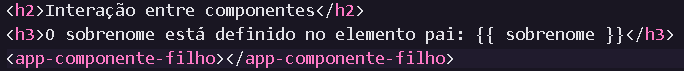 <h2>Interação entre componentes</h2>
<h3>O sobrenome está definido no elemento pai: {{ sobrenome }}</h3>
<app-componente-filho></app-componente-filho>